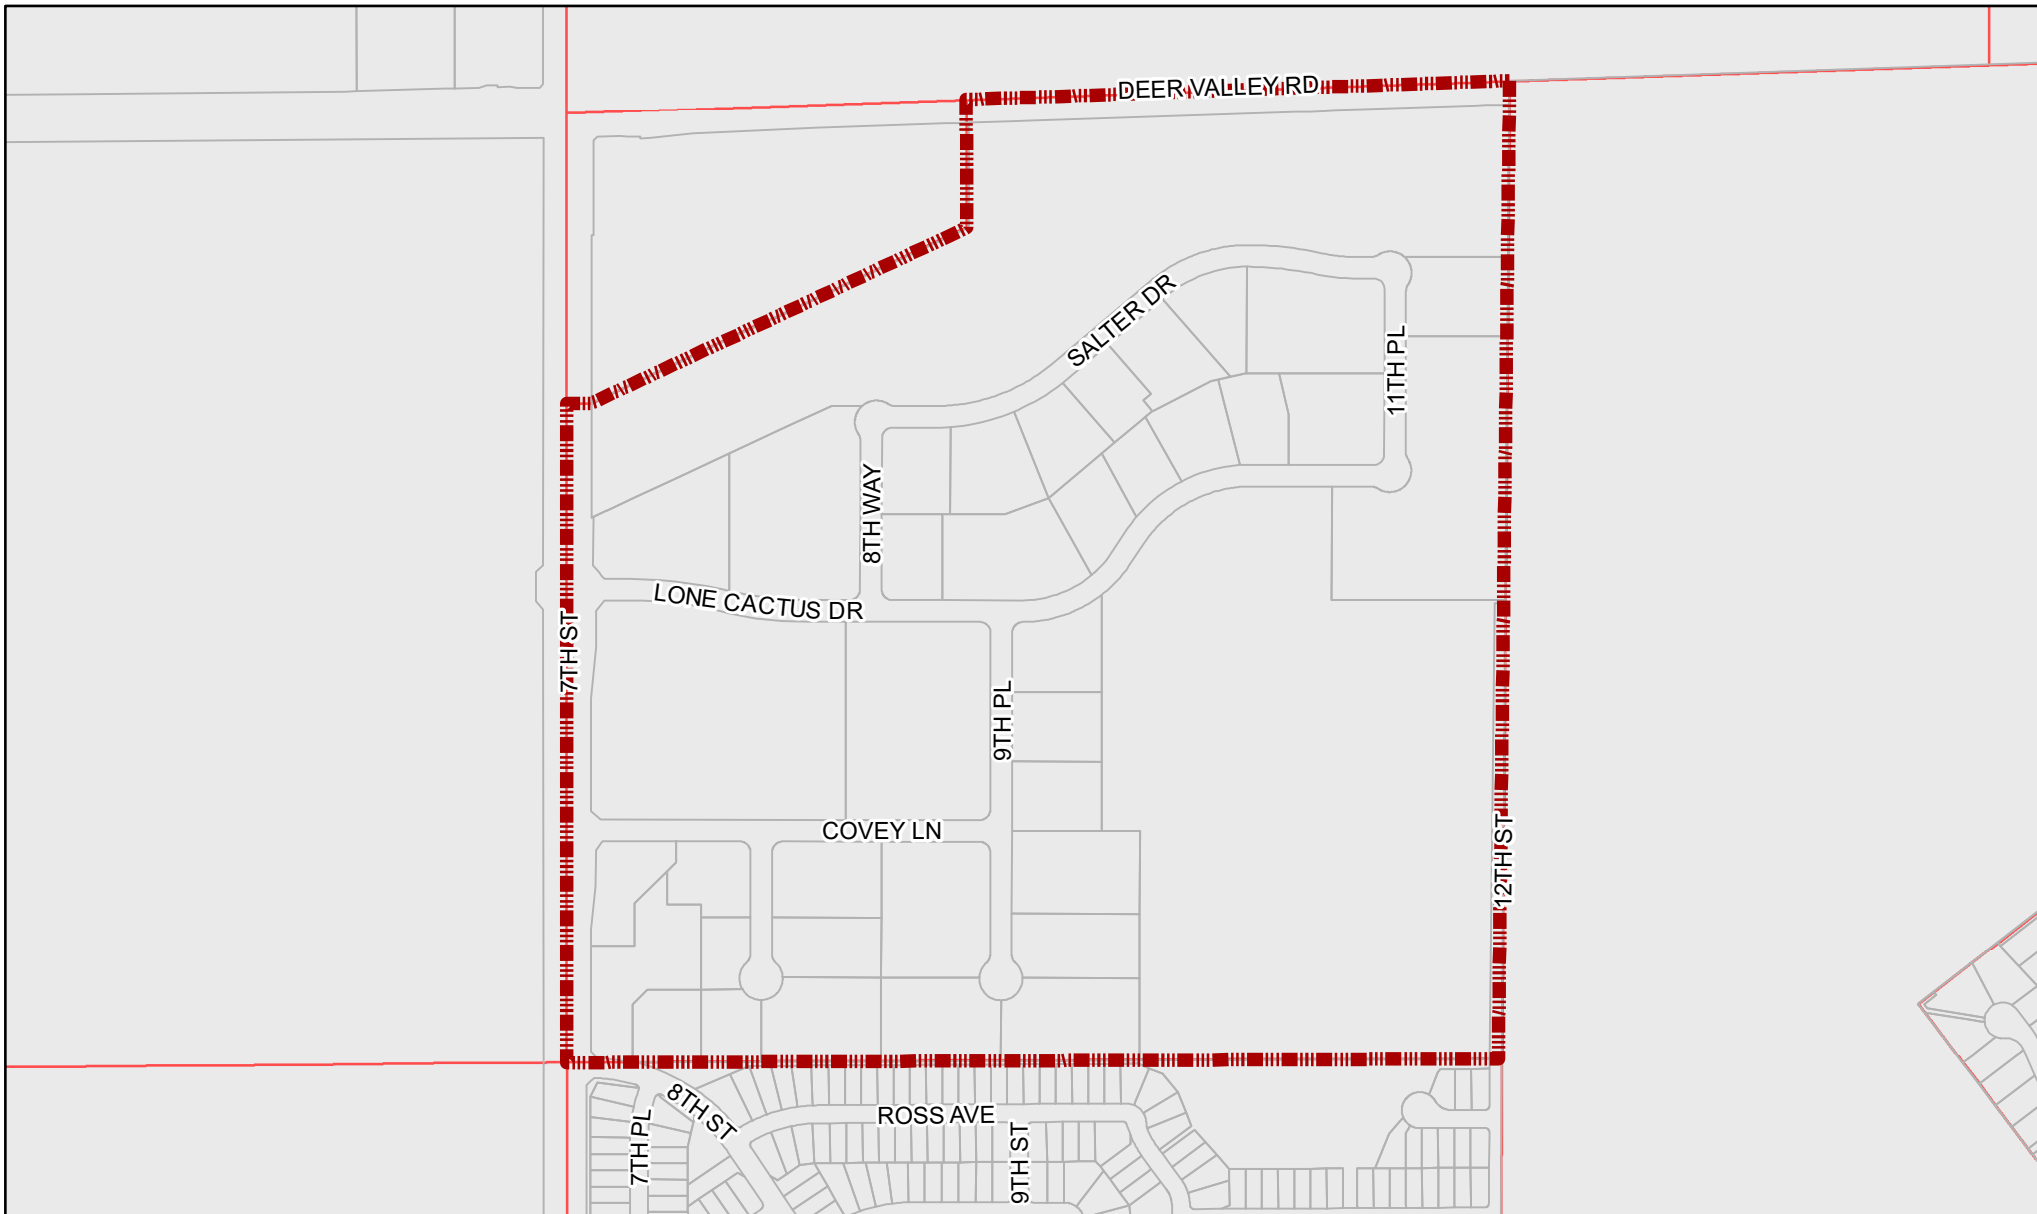 DEER VALLEY RD
SALTER DR
11TH PL
8TH WAY
LONE CACTUS DR
7TH ST
9TH PL
COVEY LN
12TH ST
8TH ST
ROSS AVE
7TH PL
9TH ST